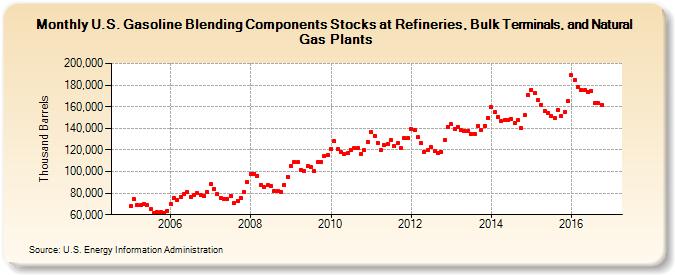 Monthly U.S. Gasoline Blending Components Stocks at Refineries, Bulk Terminals, and Natural
Gas Plants
Thousand Barrels
200,000
180,000
160,000
140,000
120,000
100,000
80,000
60,000
2006 2008 2010 2012 2014 2016
Source: U.S. Energy Information Administration